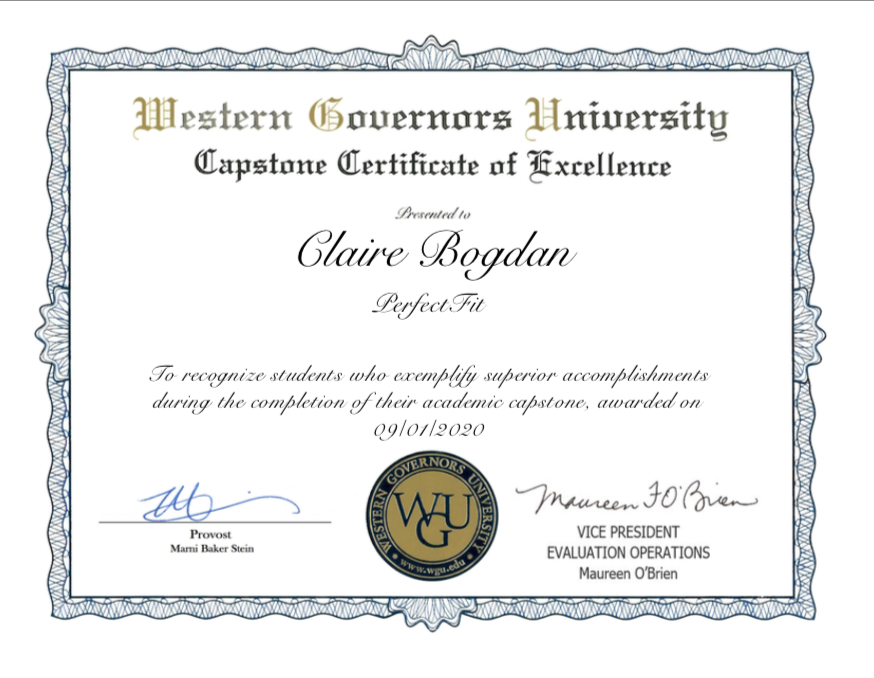 Western Governors University
Capstone Certificate of Excellence
Presented to
Claire Bogdan
PerfectFit
To recognize students who exemplify superior accomplishments
during the completion of their academic capstone, awarded on
09/01/2020
Maureen F O'Brien
Provost
Marni Baker Stein
WESTERN GOVERNORS UNIVERSITY
WGU
www.wgu.edu
VICE PRESIDENT
EVALUATION OPERATIONS
Maureen O'Brien